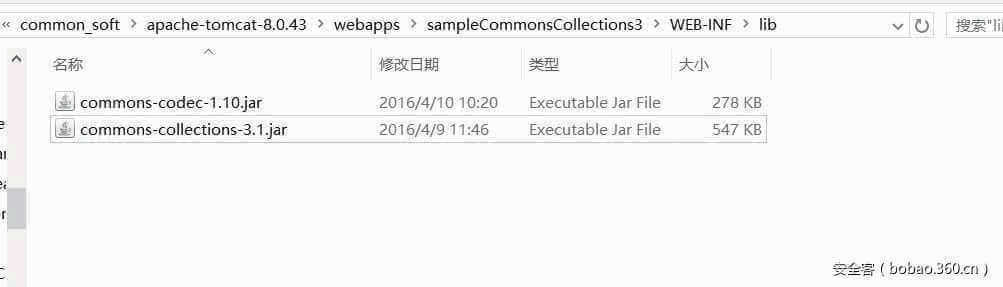 « common_soft › apache-tomcat-8.0.43 › webapps › sampleCommonsCollections3 › WEB-INF › lib 搜索"li
名称 修改日期 类型 大小
commons-codec-1.10.jar 2016/4/10 10:20 Executable Jar File 278 KB
commons-collections-3.1.jar 2016/4/9 11:46 Executable Jar File 547 KB
安全客 ( bobao.360.cn )